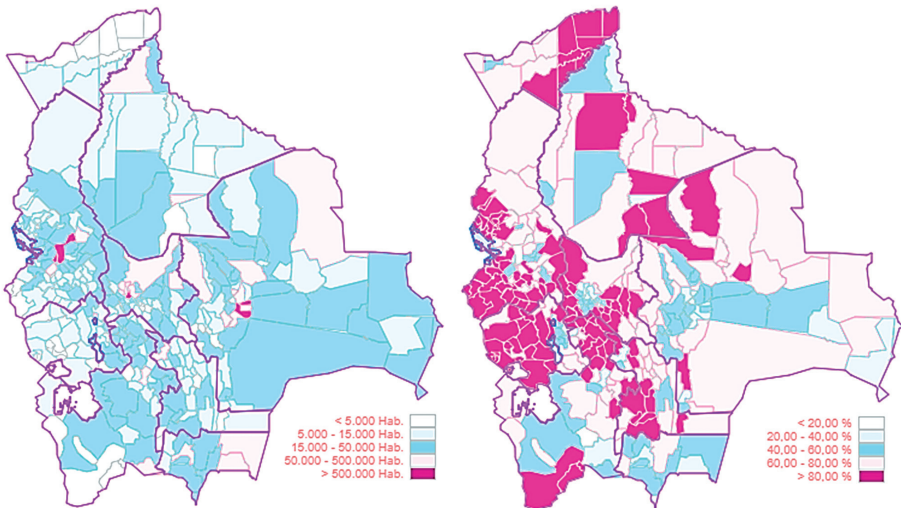 < 5.000 Hab.
5.000 - 15.000 Hab.
15.000 - 50.000 Hab.
50.000 - 500.000 Hab.
> 500.000 Hab.
< 20,00 %
20,00 - 40,00 %
40,00 - 60,00 %
60,00 - 80,00 %
> 80,00 %